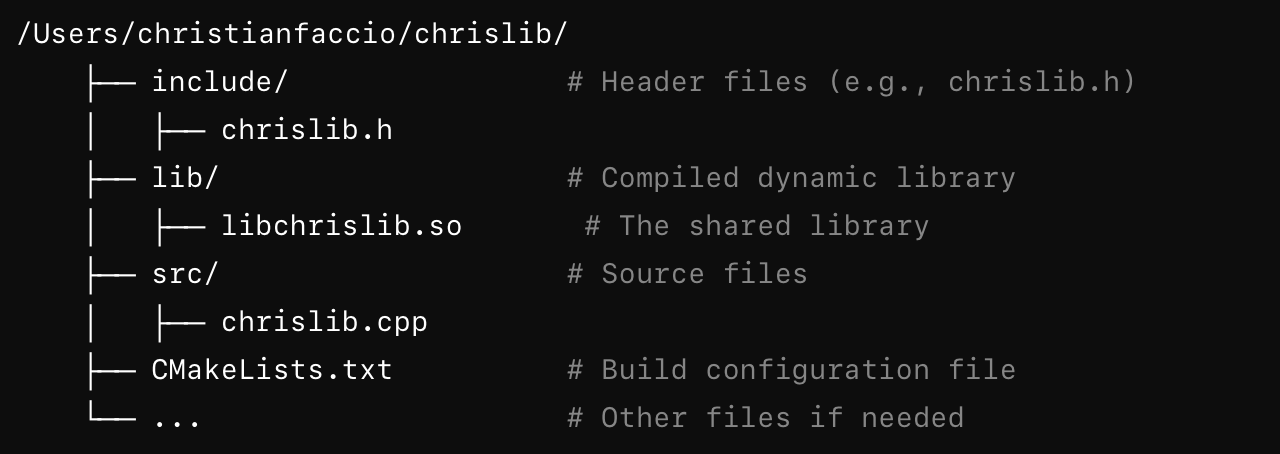 /Users/christianfaccio/chrislib/
    ├── include/                # Header files (e.g., chrislib.h)
    │   ├── chrislib.h
    ├── lib/                    # Compiled dynamic library
    │   ├── libchrislib.so       # The shared library
    ├── src/                    # Source files
    │   ├── chrislib.cpp
    ├── CMakeLists.txt          # Build configuration file
    └── ...                     # Other files if needed